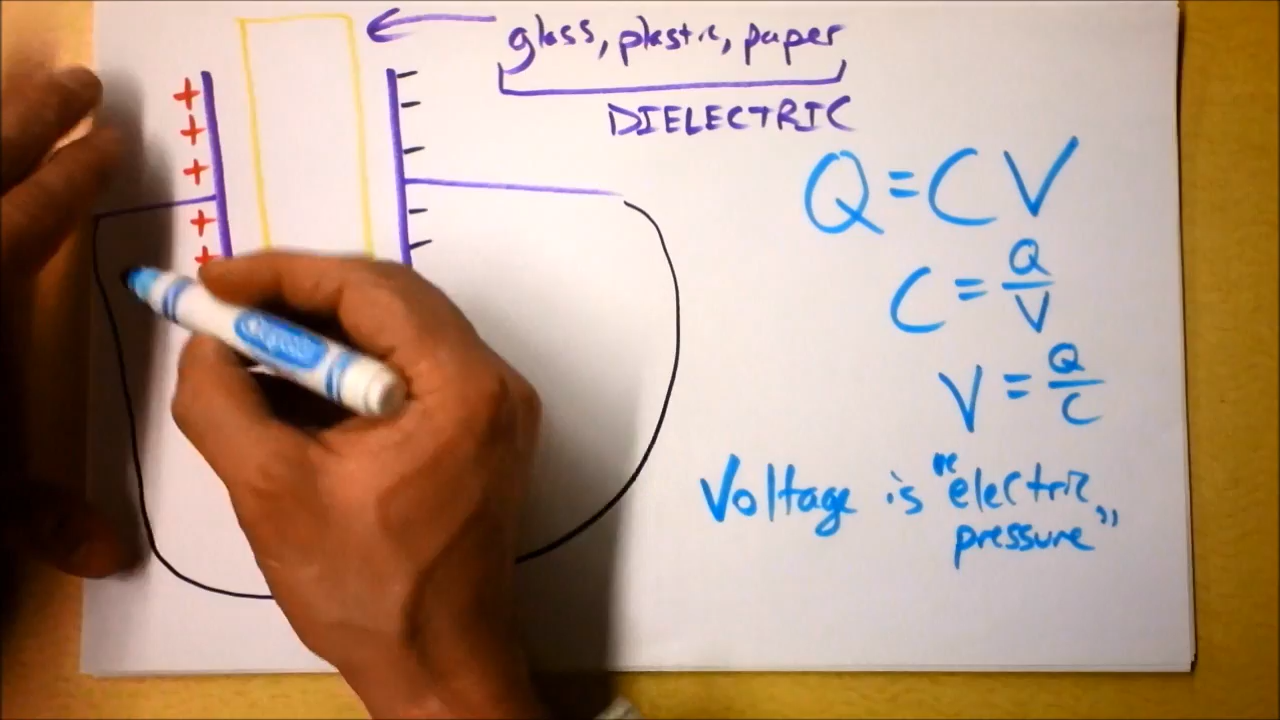 glass, plastic, paper
DIELECTRIC
+ − 
+ −
+ −
+ −
+ −
Q = CV
C = Q/V
V = Q/C
Voltage is "electric
pressure"